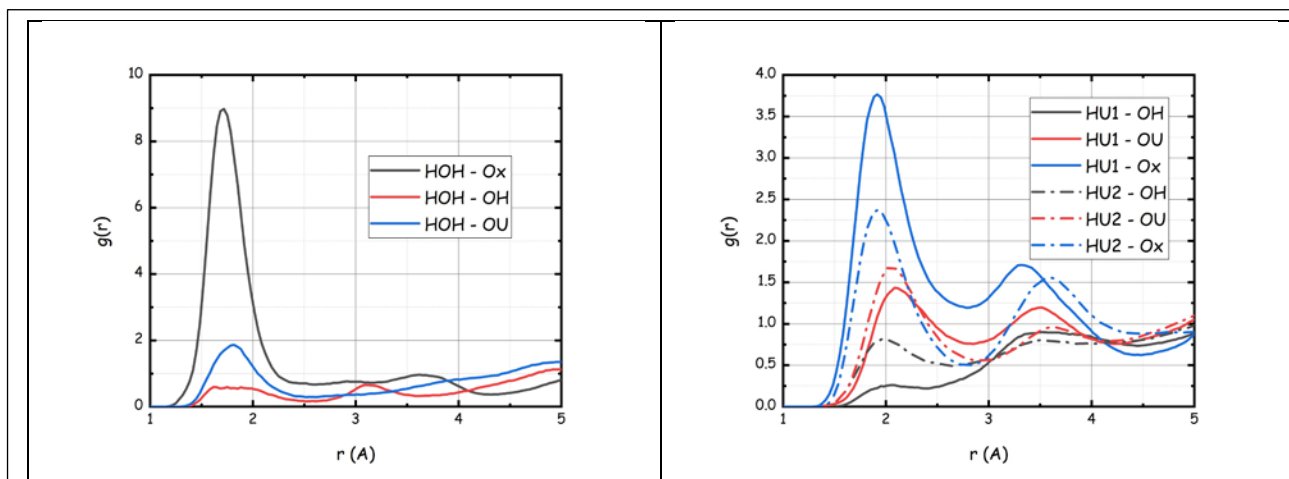 10
8
6
4
2
0
g(r)
HOH - Ox
HOH - OH
HOH - OU
1 2 3 4 5
r (A)
4.0
3.5
3.0
2.5
2.0
1.5
1.0
0.5
0.0
g(r)
HU1 - OH
HU1 - OU
HU1 - Ox
HU2 - OH
HU2 - OU
HU2 - Ox
1 2 3 4 5
r (A)